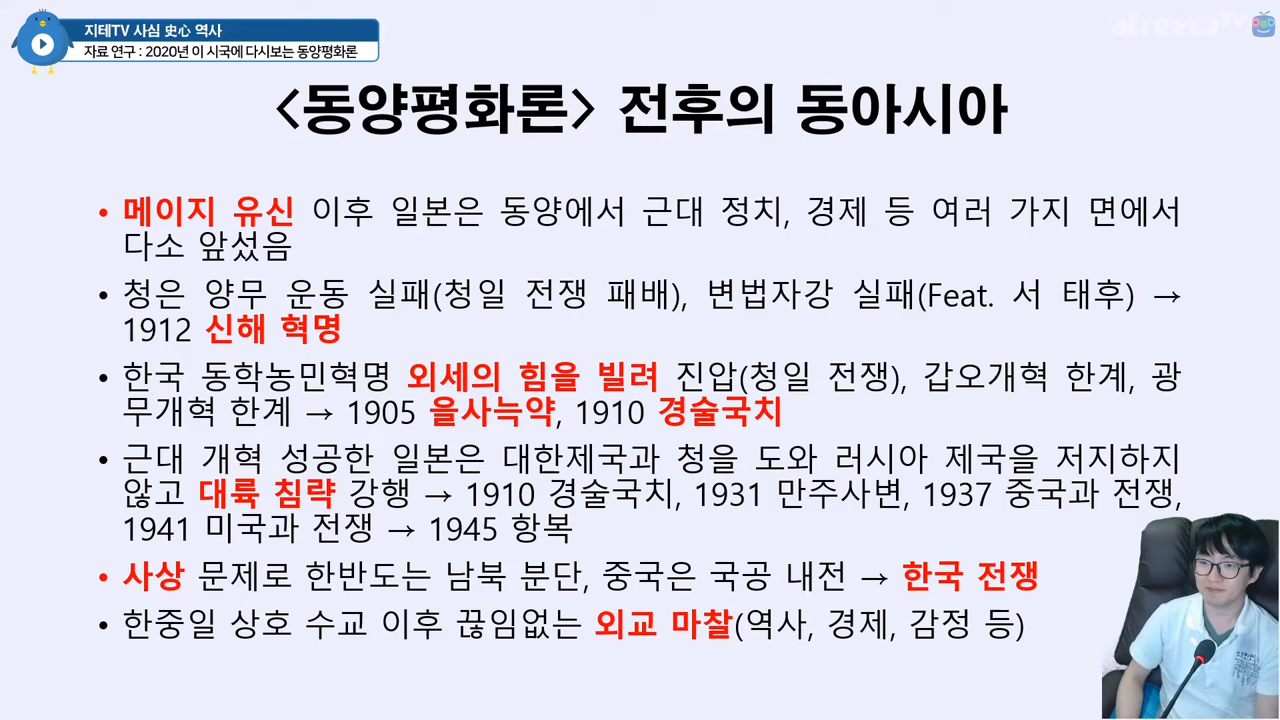 지테TV 사심 史心 역사
자료 연구 : 2020년 이 시국에 다시보는 동양평화론
afreecaTV
<동양평화론> 전후의 동아시아
• 메이지 유신 이후 일본은 동양에서 근대 정치, 경제 등 여러 가지 면에서
다소 앞섰음
• 청은 양무 운동 실패(청일 전쟁 패배), 변법자강 실패(Feat. 서 태후) →
1912 신해 혁명
• 한국 동학농민혁명 외세의 힘을 빌려 진압(청일 전쟁), 갑오개혁 한계, 광
무개혁 한계 → 1905 을사늑약, 1910 경술국치
• 근대 개혁 성공한 일본은 대한제국과 청을 도와 러시아 제국을 저지하지
않고 대륙 침략 강행 → 1910 경술국치, 1931 만주사변, 1937 중국과 전쟁,
1941 미국과 전쟁 → 1945 항복
• 사상 문제로 한반도는 남북 분단, 중국은 국공 내전 → 한국 전쟁
• 한중일 상호 수교 이후 끊임없는 외교 마찰(역사, 경제, 감정 등)